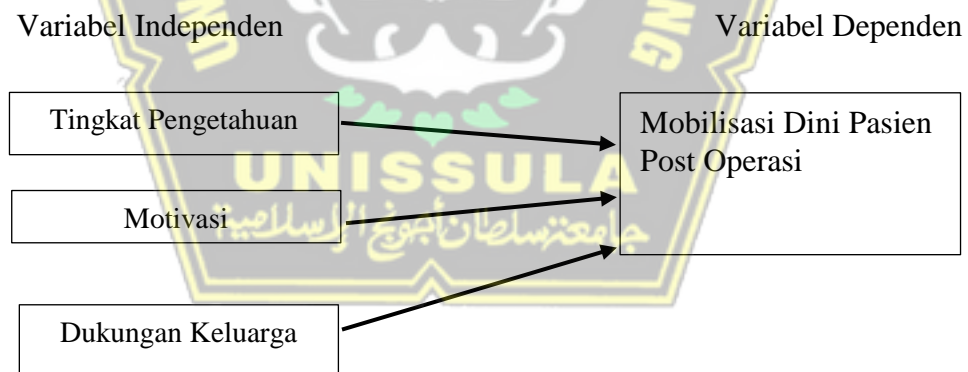 Variabel Independen
Variabel Dependen
Tingkat Pengetahuan
Mobilisasi Dini Pasien
Post Operasi
UNISSULA
Motivasi
جامعة سلطان أجونج الإسلامية
Dukungan Keluarga